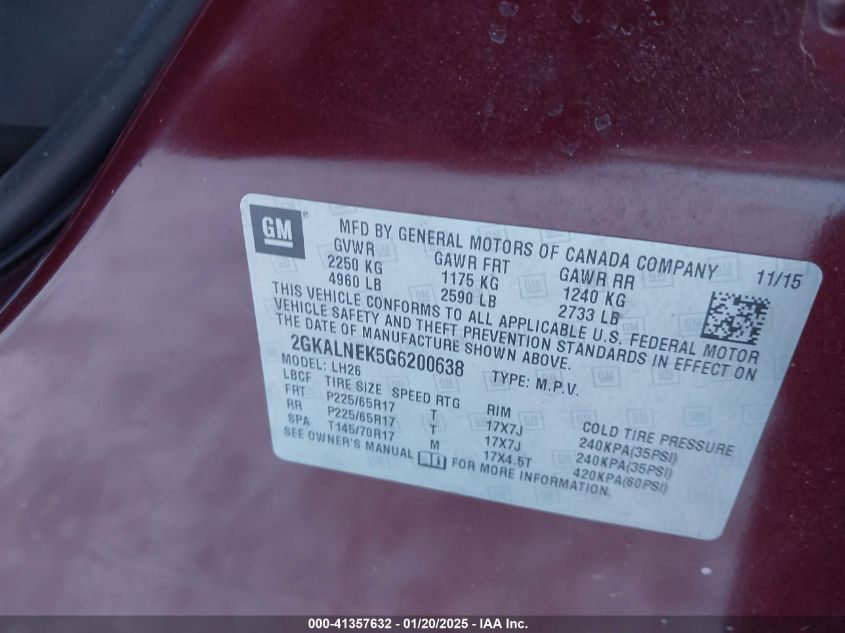 GM
MFD BY GENERAL MOTORS OF CANADA COMPANY 11/15
GVWR GAWR FRT GAWR RR
2250 KG 1175 KG 1240 KG
4960 LB 2590 LB 2733 LB
THIS VEHICLE CONFORMS TO ALL APPLICABLE U.S. FEDERAL MOTOR
VEHICLE SAFETY AND THEFT PREVENTION STANDARDS IN EFFECT ON
THE DATE OF MANUFACTURE SHOWN ABOVE.
2GKALNEK5G6200638 TYPE: M.P.V.
MODEL: LH26
LBCF TIRE SIZE SPEED RTG RIM COLD TIRE PRESSURE
FRT P225/65R17 T 17X7J 240KPA(35PSI)
RR P225/65R17 T 17X7J 240KPA(35PSI)
SPA T145/70R17 M 17X4.5T 420KPA(60PSI)
SEE OWNER'S MANUAL FOR MORE INFORMATION.
000-41357632 / 01/20/2025 - IAA Inc.